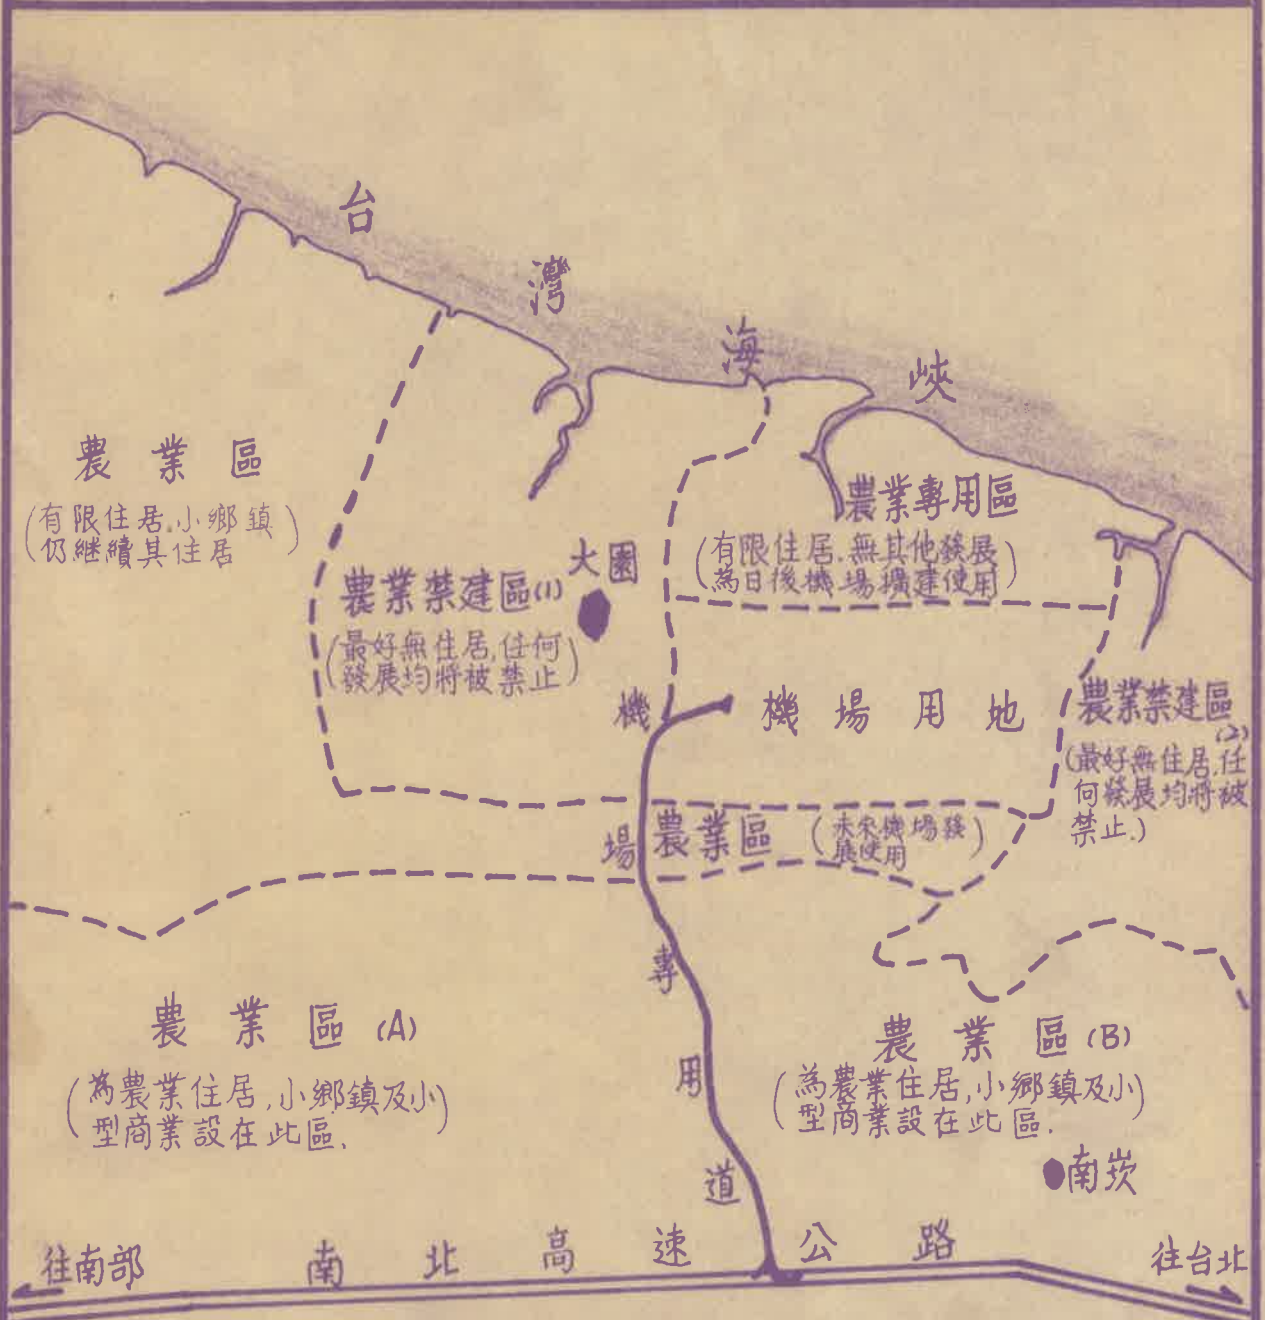 台灣海峽
農業區
(有限住居.小鄉鎮
仍継續其住居)
農業專用區
(有限住居.無其他發展
為日後機場擴建使用)
大園
農業禁建區(1)
(最好無住居,任何
發展均將被禁止)
機場用地
農業禁建區
(2)
(最好無住居,任
何發展均將被
禁止.)
農業區
(未來機場發
展使用)
機場專用道
農業區(A)
(為農業住居,小鄉鎮及小
型商業設在此區.)
農業區(B)
(為農業住居,小鄉鎮及小
型商業設在此區.)
南崁
南北高速公路
往南部
往台北